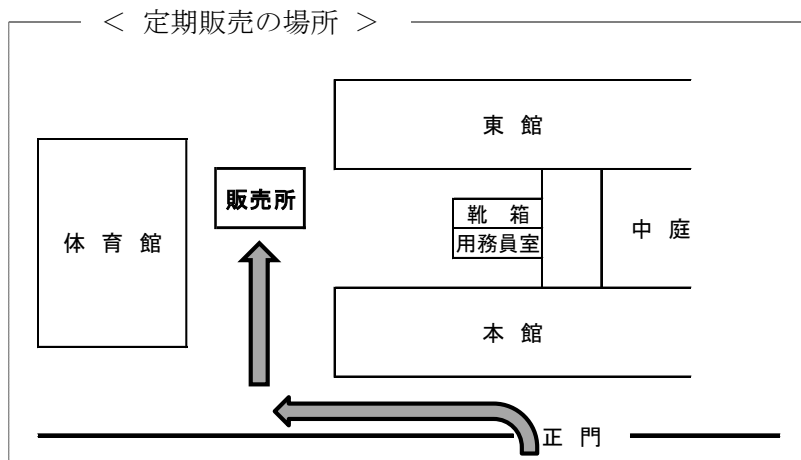 ＜ 定期販売の場所 ＞
東 館
販売所
靴 箱
体 育 館
用務員室
中 庭
本 館
正 門